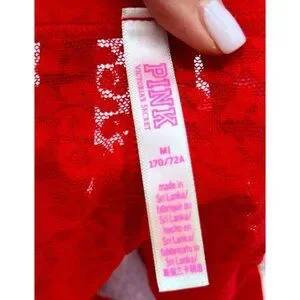 PINK
VICTORIA'S SECRET
M|
170/72A
made in
Sri Lanka/
fabriqué au
Sri Lanka/
hecho en
Sri Lanka/
fabricado
Sri Lanka/